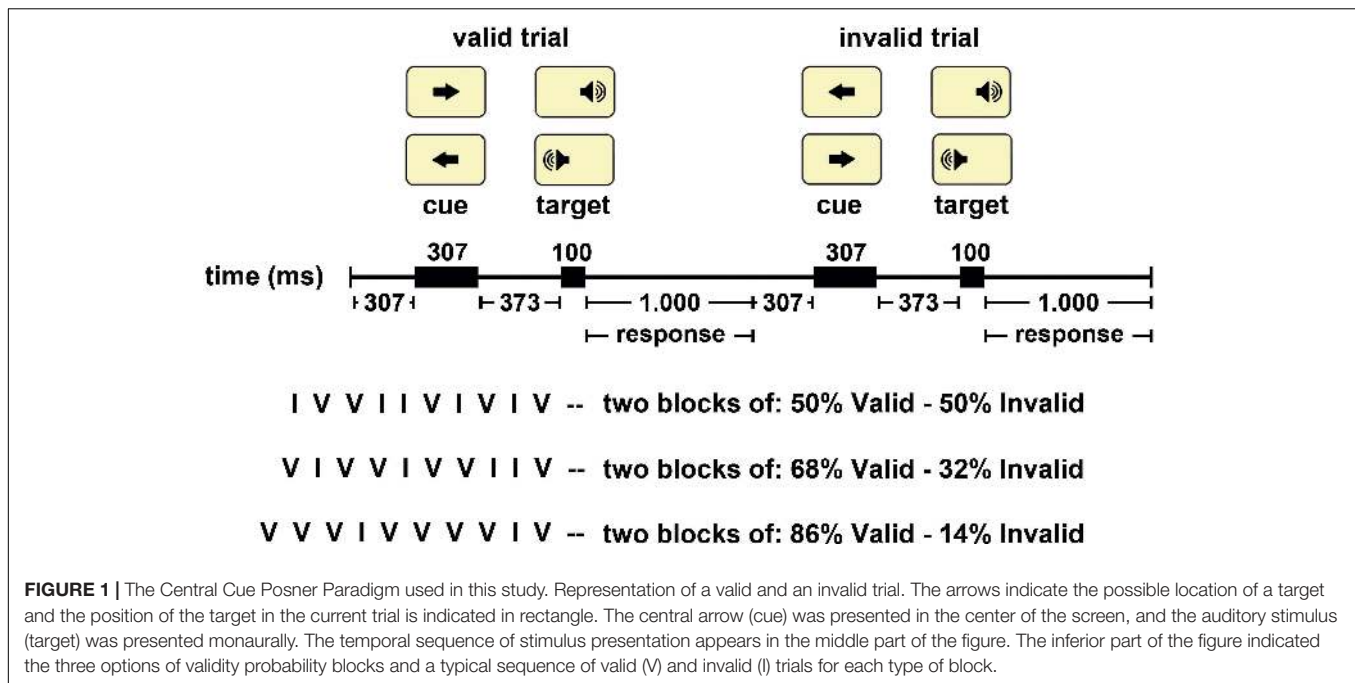 valid trial invalid trial
cue target cue target
307 100 307 100
time (ms)
307 373 1.000 307 373 1.000
response response
I V V I I V I V I V -- two blocks of: 50% Valid - 50% Invalid
V I V V I V V I I V -- two blocks of: 68% Valid - 32% Invalid
V V V I V V V V I V -- two blocks of: 86% Valid - 14% Invalid
FIGURE 1 | The Central Cue Posner Paradigm used in this study. Representation of a valid and an invalid trial. The arrows indicate the possible location of a target
and the position of the target in the current trial is indicated in rectangle. The central arrow (cue) was presented in the center of the screen, and the auditory stimulus
(target) was presented monaurally. The temporal sequence of stimulus presentation appears in the middle part of the figure. The inferior part of the figure indicated
the three options of validity probability blocks and a typical sequence of valid (V) and invalid (I) trials for each type of block.